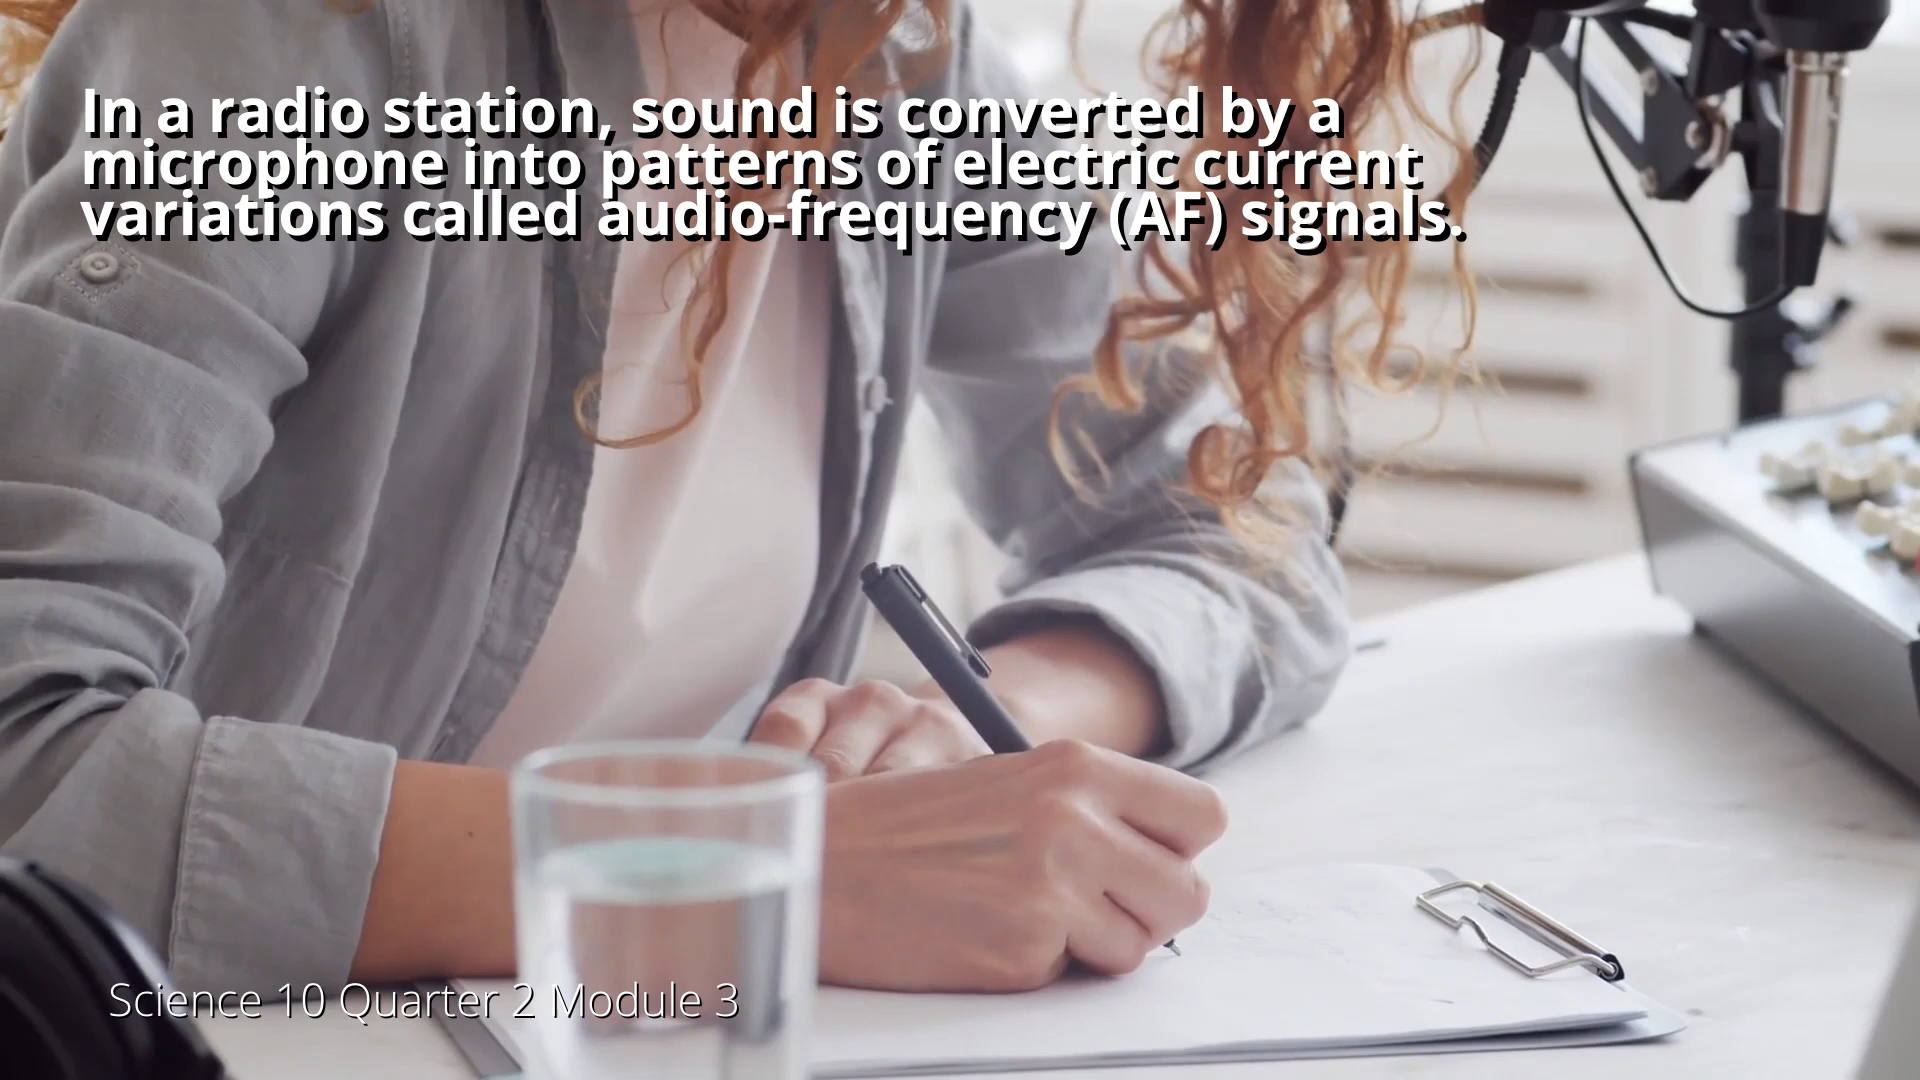 In a radio station, sound is converted by a
microphone into patterns of electric current
variations called audio-frequency (AF) signals.
Science 10 Quarter 2 Module 3